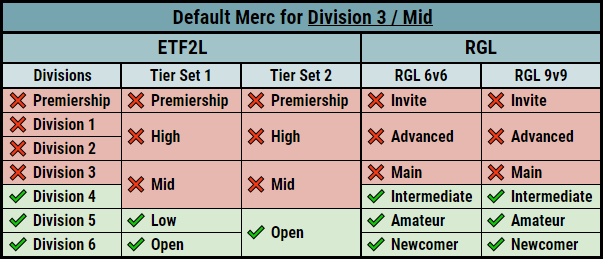 Default Merc for Division 3 / Mid
ETF2L RGL
Divisions Tier Set 1 Tier Set 2 RGL 6v6 RGL 9v9
Premiership Premiership Premiership Invite Invite
Division 1
High High Advanced Advanced
Division 2
Division 3 Main Main
Mid Mid
Division 4 Intermediate Intermediate
Division 5 Low Amateur Amateur
Open
Division 6 Open Newcomer Newcomer